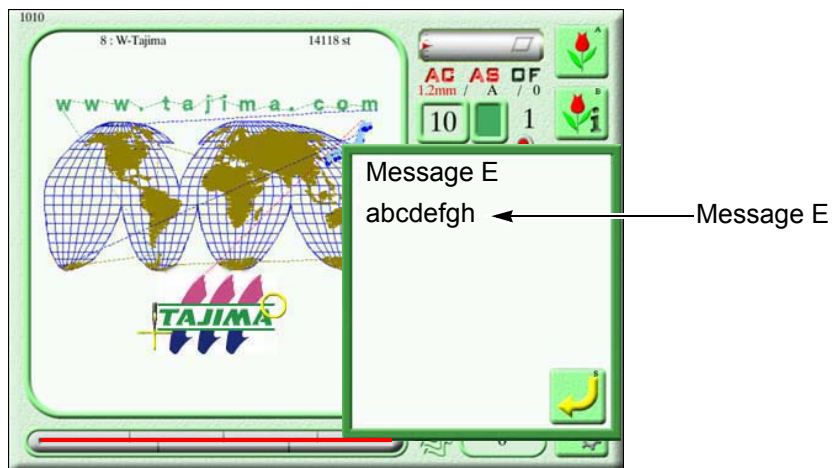 1010
8 : W-Tajima 14118 st
www.tajima.com
TAJIMA
A
AC AS OF
1.2mm / A / 0
B
10 1
i
Message E
abcdefgh
Message E
S